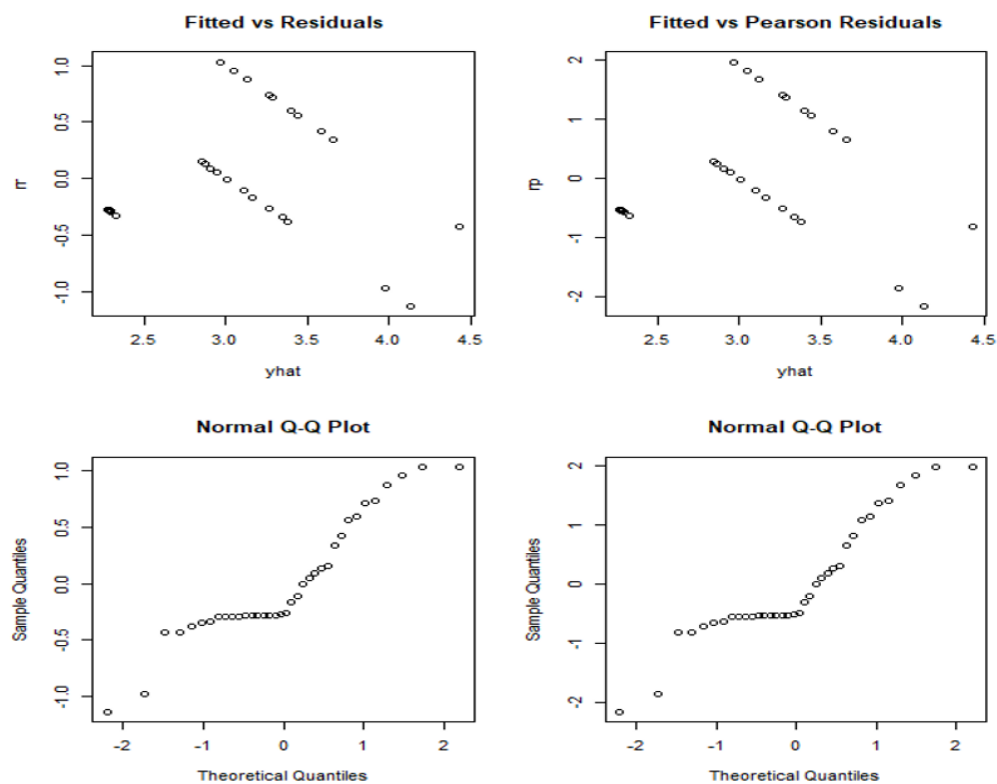 Fitted vs Residuals
rr
1.0
0.5
0.0
-0.5
-1.0
2.5 3.0 3.5 4.0 4.5
yhat
Fitted vs Pearson Residuals
rp
2
1
0
-1
-2
2.5 3.0 3.5 4.0 4.5
yhat
Normal Q-Q Plot
Sample Quantiles
1.0
0.5
0.0
-0.5
-1.0
-2 -1 0 1 2
Theoretical Quantiles
Normal Q-Q Plot
Sample Quantiles
2
1
0
-1
-2
-2 -1 0 1 2
Theoretical Quantiles